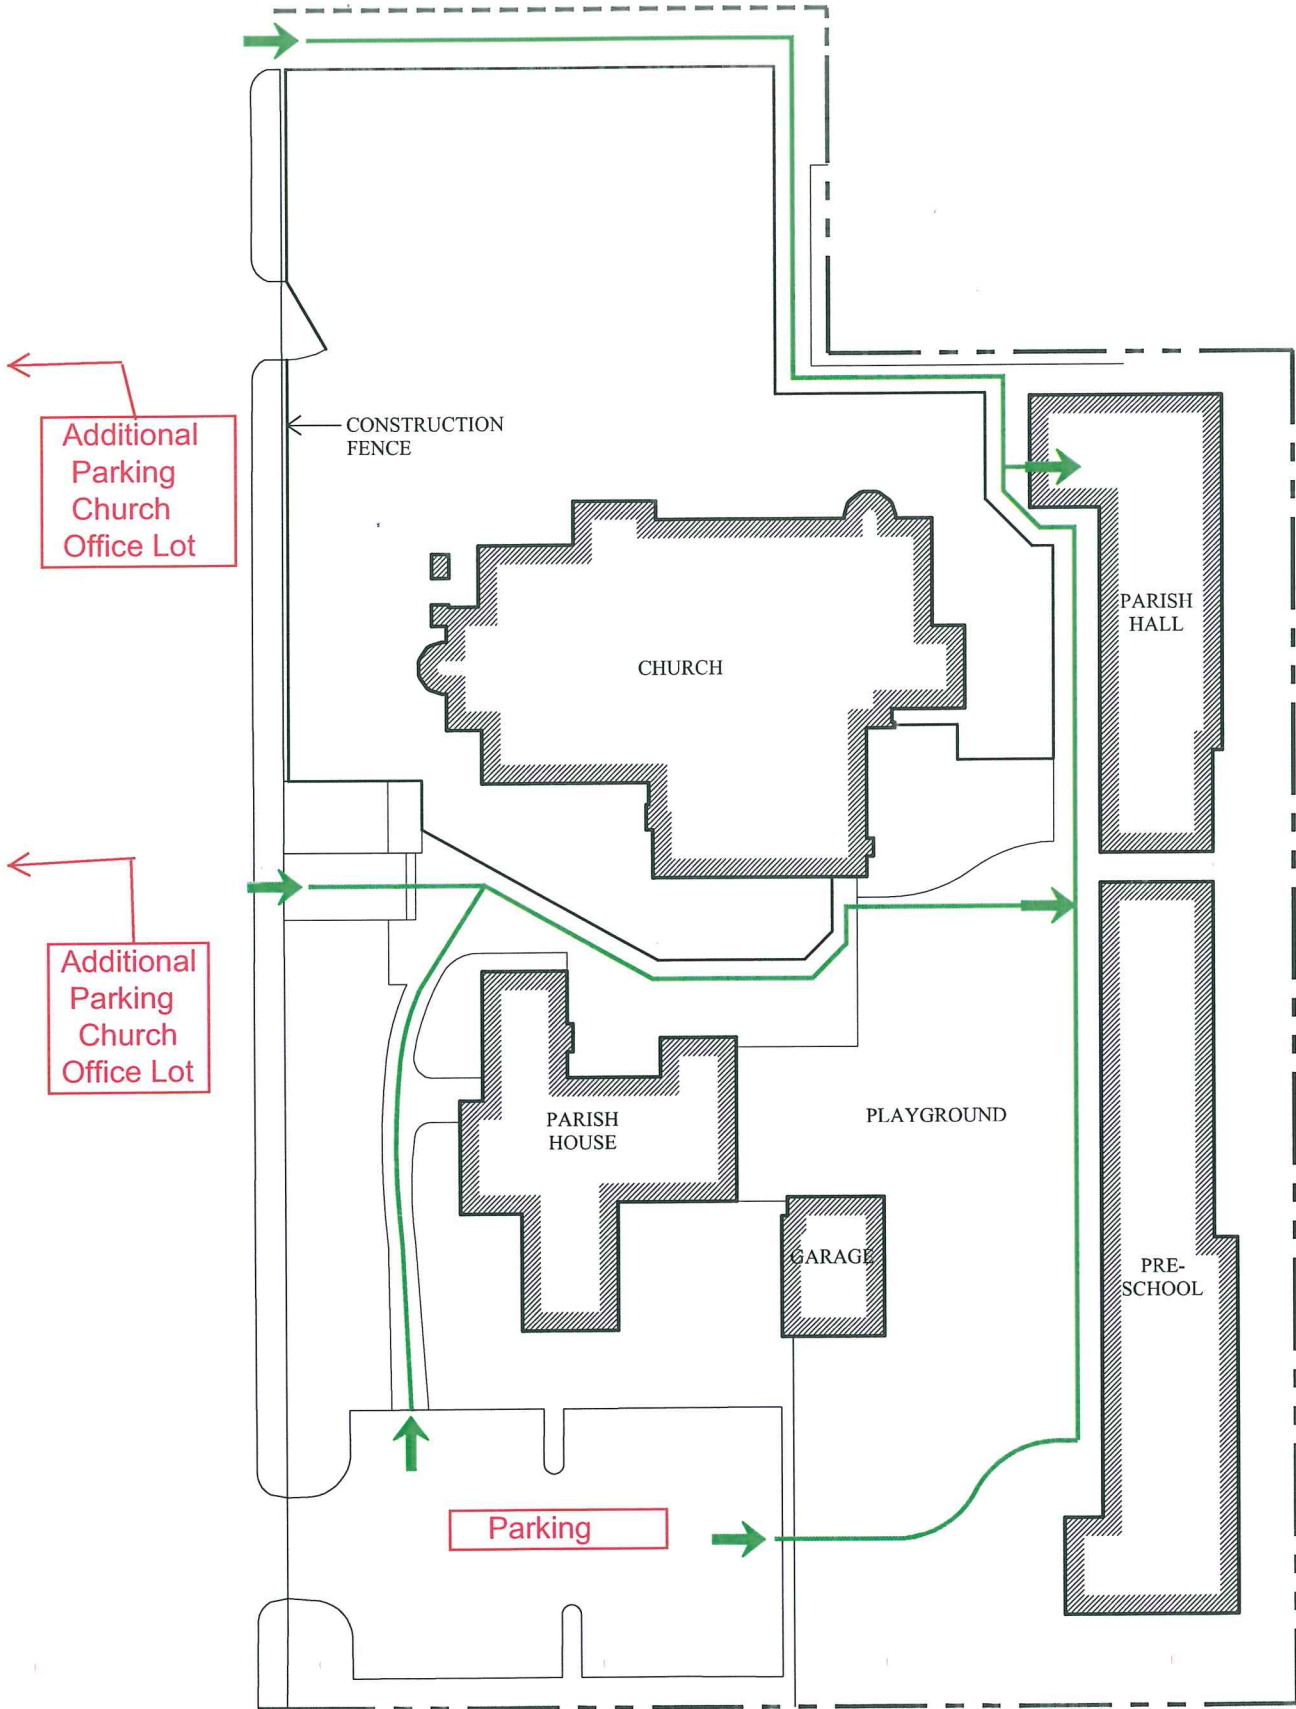 Additional
Parking
Church
Office Lot
CONSTRUCTION
FENCE
CHURCH
PARISH
HALL
Additional
Parking
Church
Office Lot
PARISH
HOUSE
PLAYGROUND
GARAGE
PRE-
SCHOOL
Parking